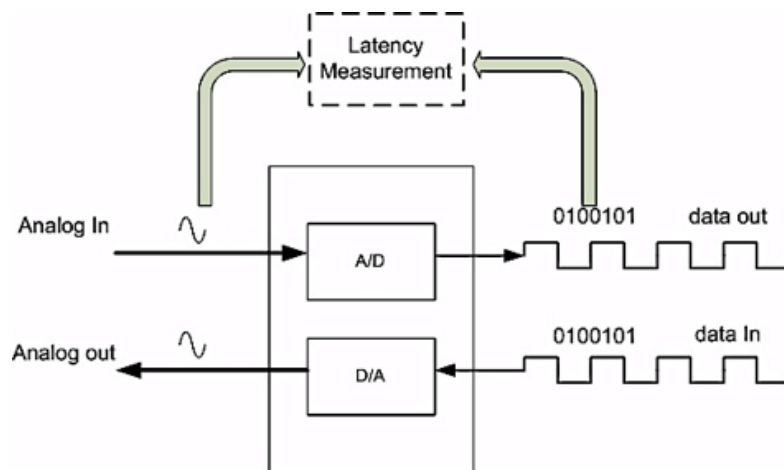 Latency
Measurement
Analog In
0100101
data out
A/D
Analog out
0100101
data In
D/A